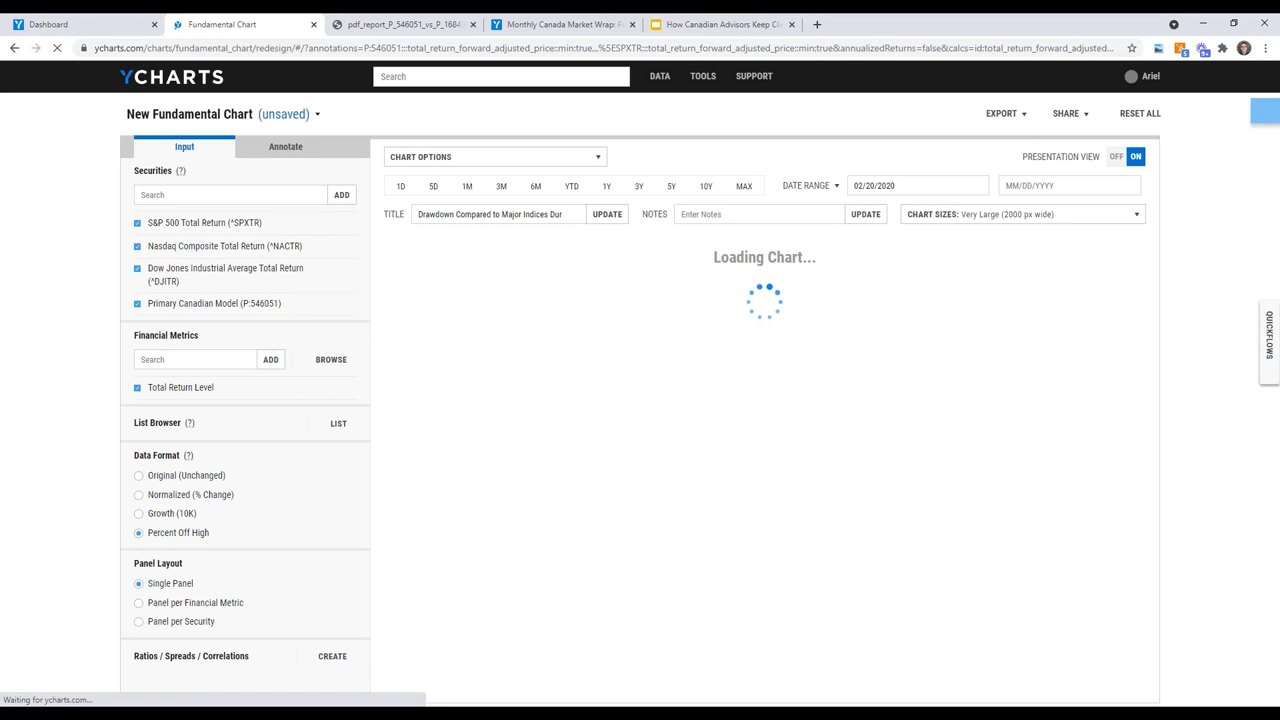 Dashboard
Fundamental Chart
pdf_report_P_546051_vs_P_1684
Monthly Canada Market Wrap: Fe
How Canadian Advisors Keep Cli
ycharts.com/charts/fundamental_chart/redesign/#/?annotations=P:546051::total_return_forward_adjusted_price::min:true...%5ESPXTR::total_return_forward_adjusted_price::min:true&annualizedReturns=false&calcs=id:total_return_forward_adjusted_price,m...
5
9+
YCHARTS
Search
DATA
TOOLS
SUPPORT
Ariel
New Fundamental Chart (unsaved)
EXPORT
SHARE
RESET ALL
Input
Annotate
Securities (?)
Search
ADD
S&P 500 Total Return (^SPXTR)
Nasdaq Composite Total Return (^NACTR)
Dow Jones Industrial Average Total Return
(^DJITR)
Primary Canadian Model (P:546051)
Financial Metrics
Search
ADD
BROWSE
Total Return Level
List Browser (?)
LIST
Data Format (?)
Original (Unchanged)
Normalized (% Change)
Growth (10K)
Percent Off High
Panel Layout
Single Panel
Panel per Financial Metric
Panel per Security
Ratios / Spreads / Correlations
CREATE
CHART OPTIONS
PRESENTATION VIEW OFF ON
1D 5D 1M 3M 6M YTD 1Y 3Y 5Y 10Y MAX
DATE RANGE
02/20/2020
MM/DD/YYYY
TITLE
Drawdown Compared to Major Indices Dur
UPDATE
NOTES
Enter Notes
UPDATE
CHART SIZES: Very Large (2000 px wide)
Loading Chart...
QUICKFLOWS
Waiting for ycharts.com...